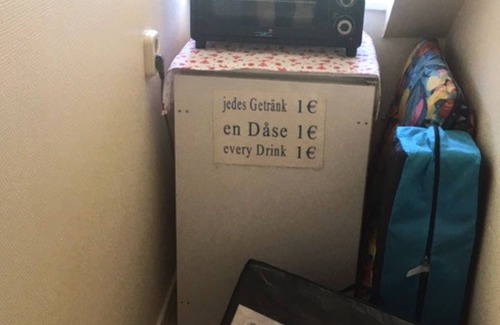 jedes Getränk 1€
en Dåse 1€
every Drink 1€